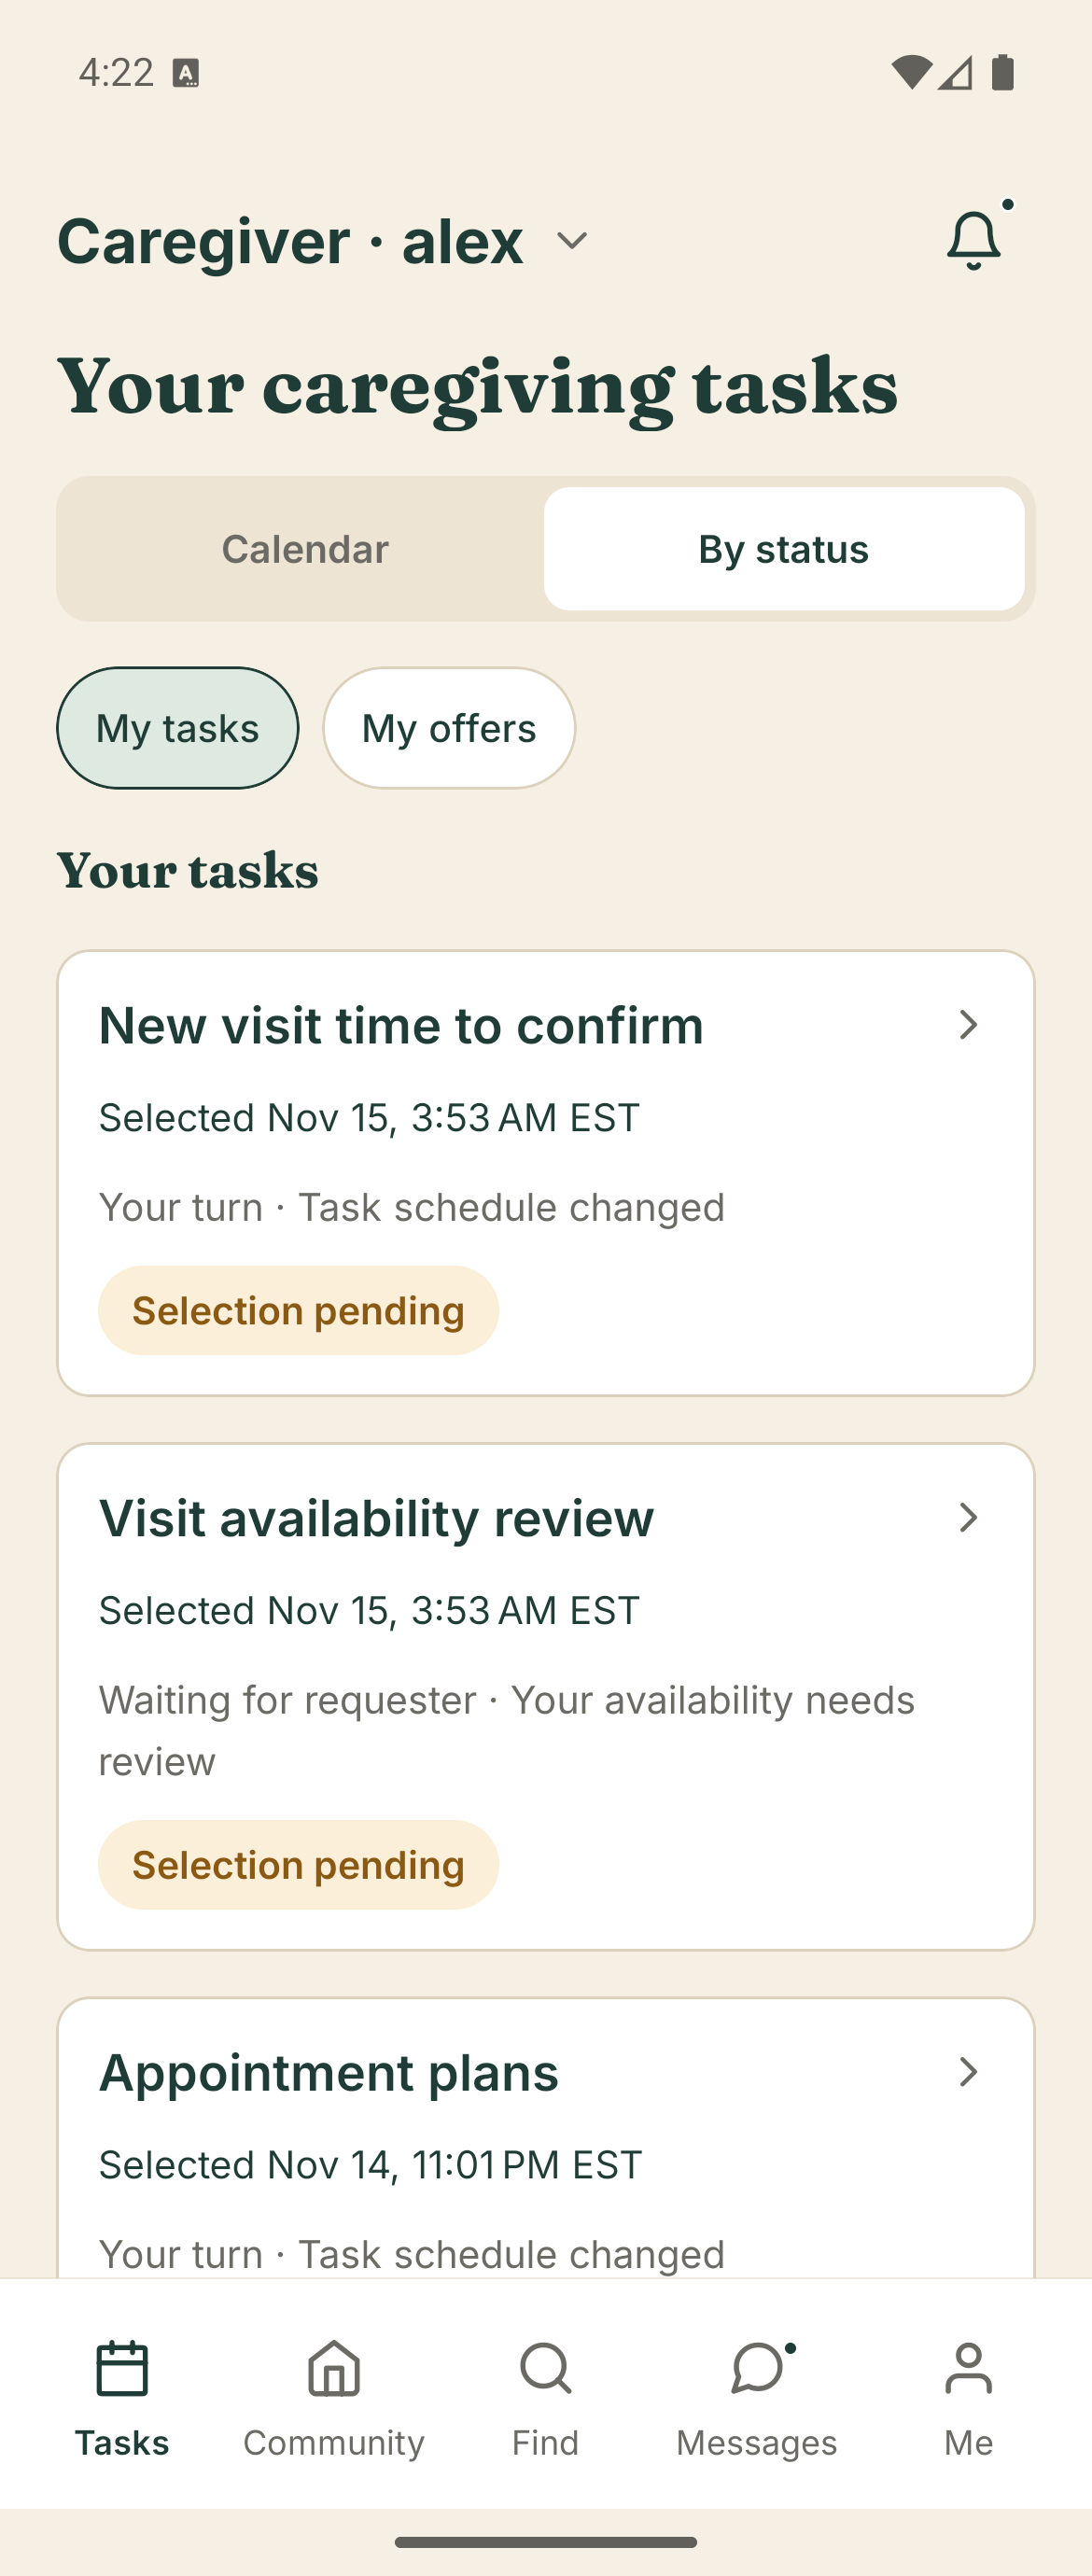 4:22
Caregiver · alex
Your caregiving tasks
Calendar
By status
My tasks
My offers
Your tasks
New visit time to confirm
Selected Nov 15, 3:53 AM EST
Your turn · Task schedule changed
Selection pending
Visit availability review
Selected Nov 15, 3:53 AM EST
Waiting for requester · Your availability needs
review
Selection pending
Appointment plans
Selected Nov 14, 11:01 PM EST
Your turn · Task schedule changed
Tasks
Community
Find
Messages
Me